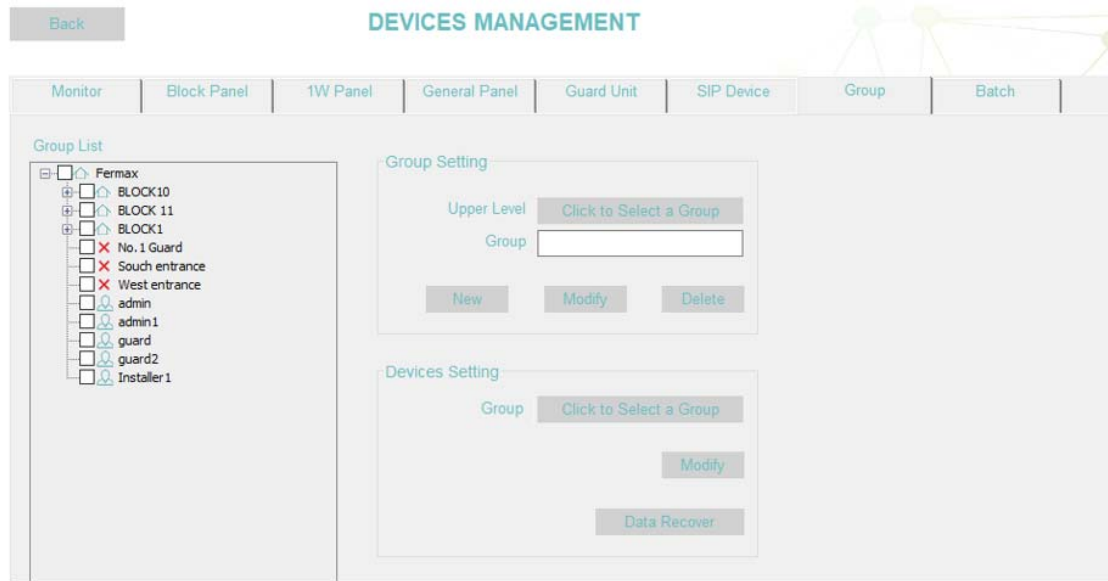 Back
DEVICES MANAGEMENT
Monitor
Block Panel
1W Panel
General Panel
Guard Unit
SIP Device
Group
Batch
Group List
Fermax
BLOCK10
BLOCK 11
BLOCK1
No.1 Guard
Souch entrance
West entrance
admin
admin1
guard
guard2
Installer1
Group Setting
Upper Level Click to Select a Group
Group
New Modify Delete
Devices Setting
Group Click to Select a Group
Modify
Data Recover